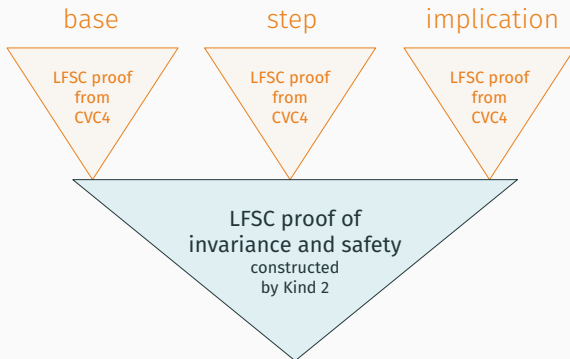 base
step
implication
LFSC proof
from
CVC4
LFSC proof
from
CVC4
LFSC proof
from
CVC4
LFSC proof of
invariance and safety
constructed
by Kind 2